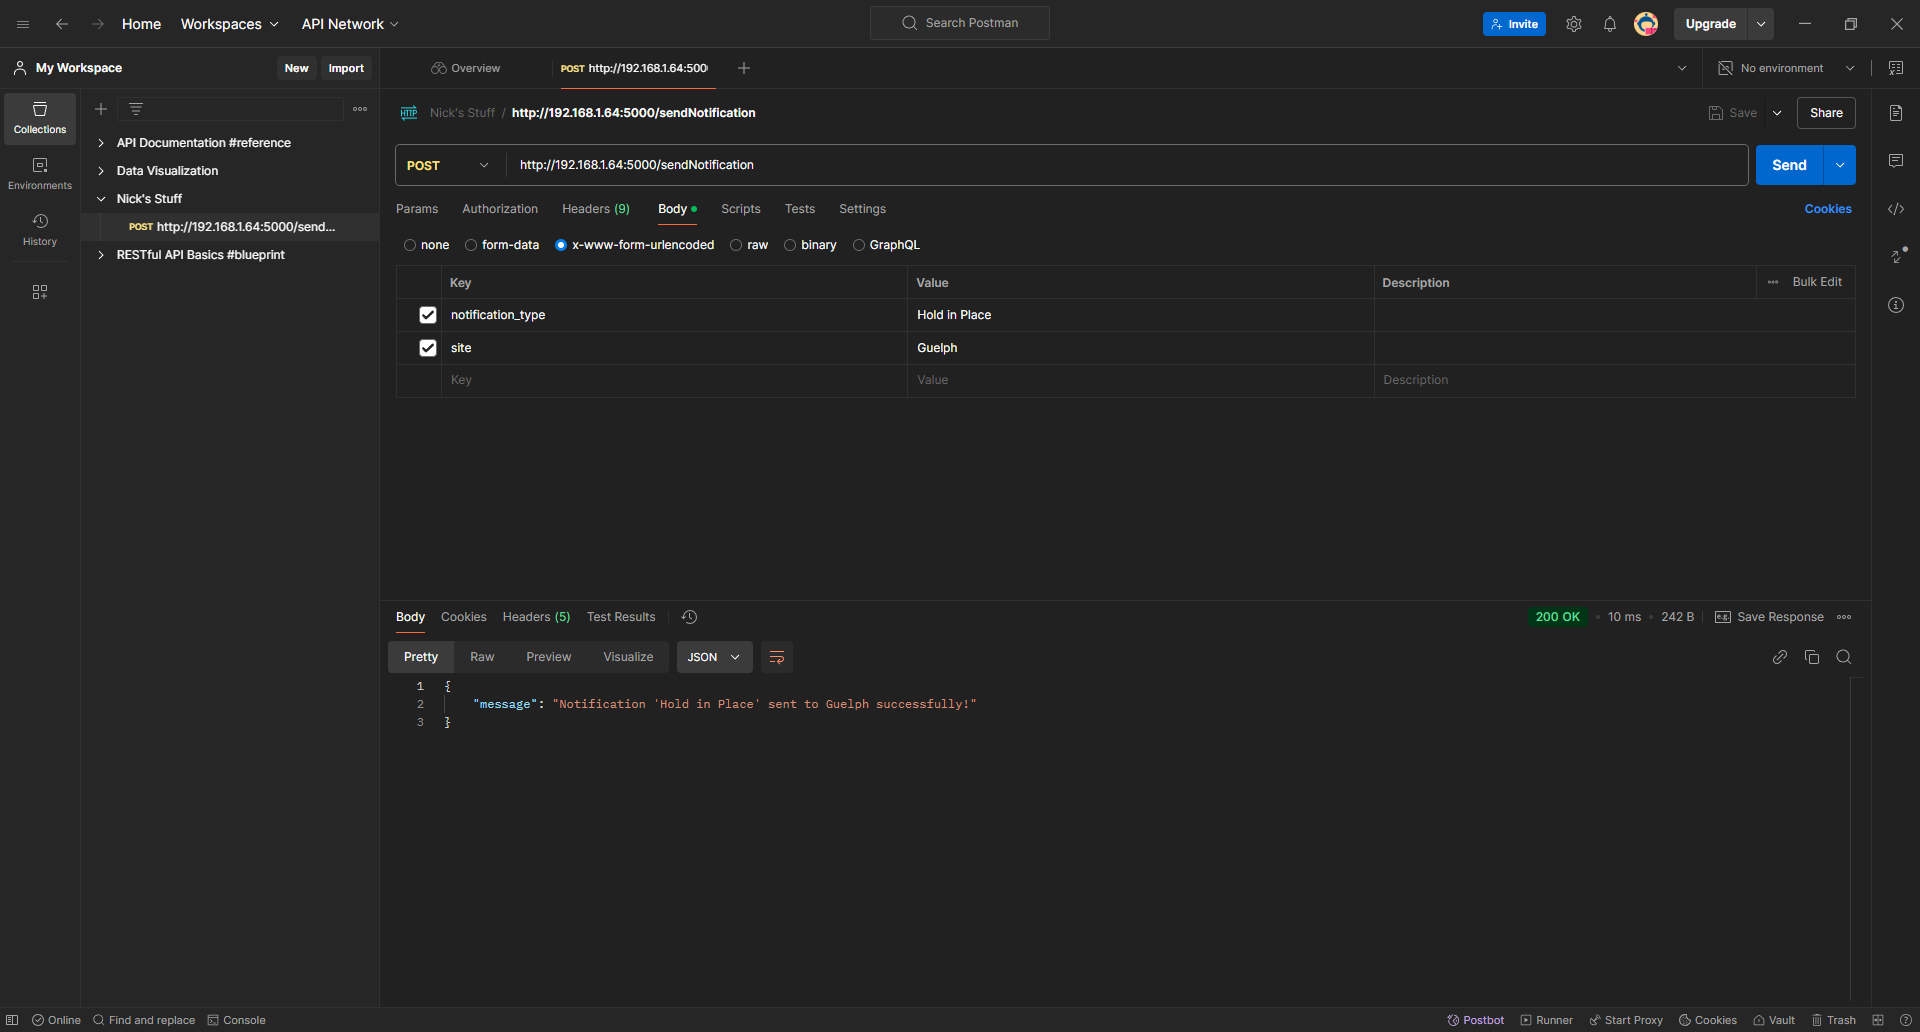 Home Workspaces API Network Search Postman Invite Upgrade
My Workspace New Import Overview POST http://192.168.1.64:500 No environment
Collections
Environments
History
API Documentation #reference
Data Visualization
Nick's Stuff
POST http://192.168.1.64:5000/send...
RESTful API Basics #blueprint
HTTP Nick's Stuff / http://192.168.1.64:5000/sendNotification Save Share
POST http://192.168.1.64:5000/sendNotification Send
Params Authorization Headers (9) Body Scripts Tests Settings Cookies
none form-data x-www-form-urlencoded raw binary GraphQL
Key Value Description Bulk Edit
notification_type Hold in Place
site Guelph
Key Value Description
Body Cookies Headers (5) Test Results 200 OK 10 ms 242 B e.g. Save Response
Pretty Raw Preview Visualize JSON
1 {
2 "message": "Notification 'Hold in Place' sent to Guelph successfully!"
3 }
Online Find and replace Console Postbot Runner Start Proxy Cookies Vault Trash